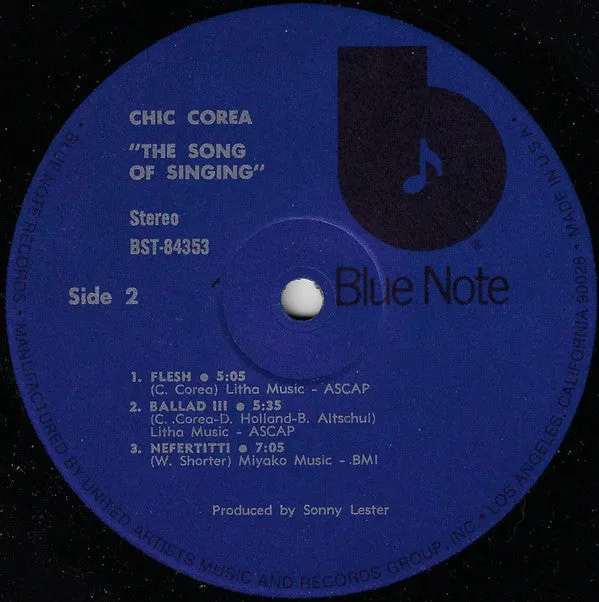 CHIC COREA
"THE SONG
OF SINGING"
Stereo
BST-84353
Side 2
b
®
Blue Note
1. FLESH ● 5:05
(C. Corea) Litha Music - ASCAP
2. BALLAD III ● 5:35
(C. .Corea-D. Holland-B. Altschul)
Litha Music - ASCAP
3. NEFERTITTI ● 7:05
(W. Shorter) Miyako Music -.BMI
Produced by Sonny Lester
• BLUE NOTE RECORDS • MANUFACTURED BY UNITED ARTISTS MUSIC AND RECORDS GROUP, INC • LOS ANGELES, CALIFORNIA 90028 • MADE IN U.S.A. •